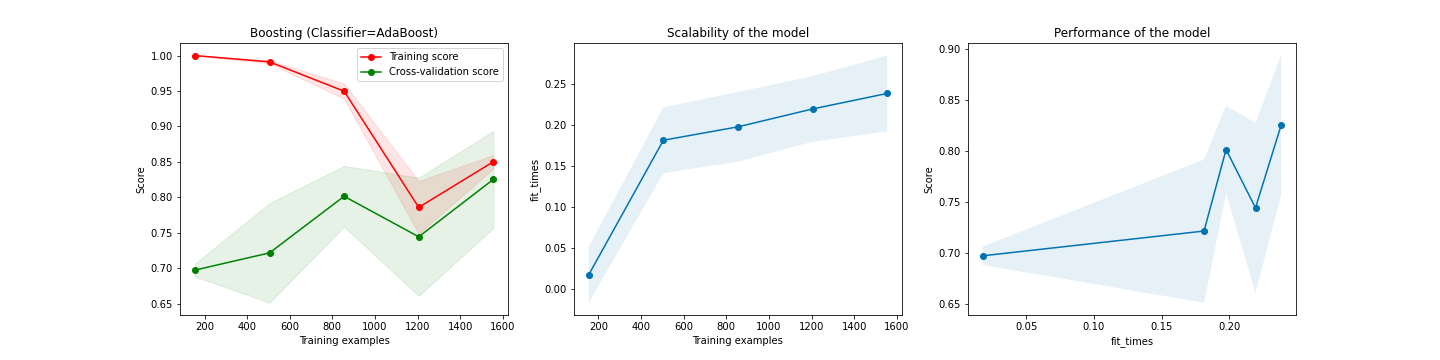 Boosting (Classifier=AdaBoost)
Training score
Cross-validation score
Score
1.00
0.95
0.90
0.85
0.80
0.75
0.70
0.65
200 400 600 800 1000 1200 1400 1600
Training examples
Scalability of the model
fit_times
0.25
0.20
0.15
0.10
0.05
0.00
200 400 600 800 1000 1200 1400 1600
Training examples
Performance of the model
Score
0.90
0.85
0.80
0.75
0.70
0.65
0.05 0.10 0.15 0.20
fit_times